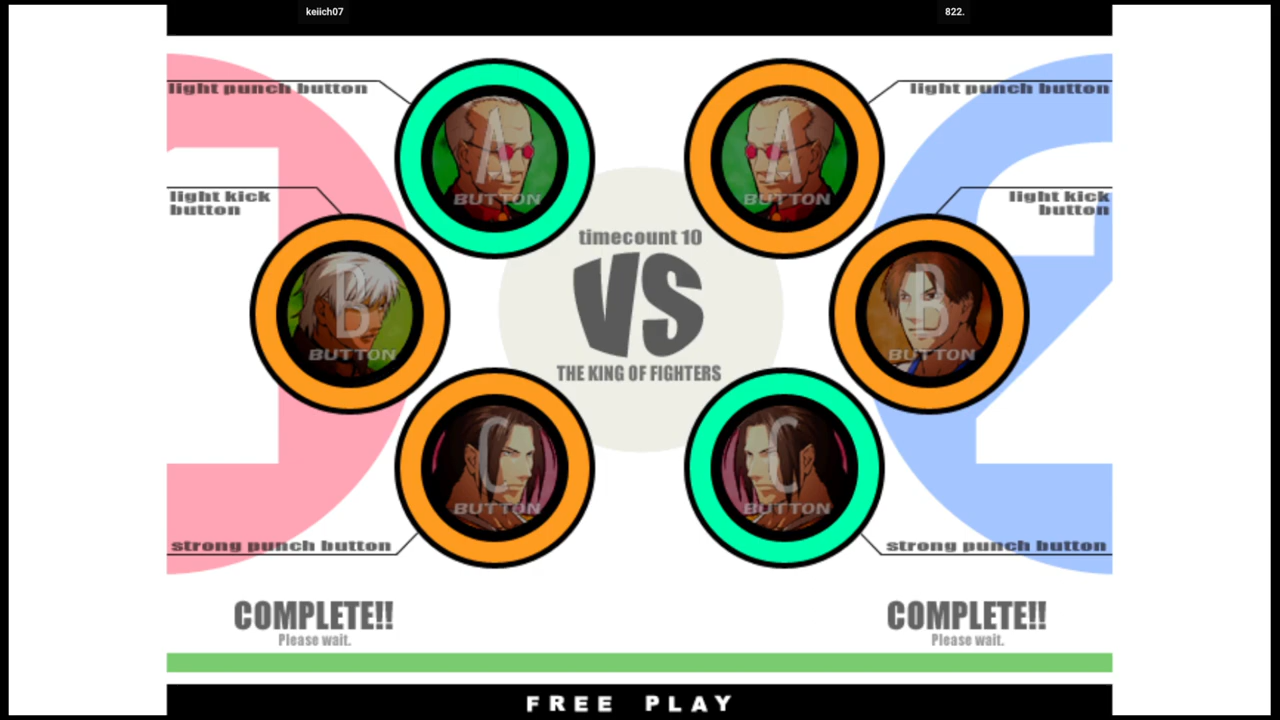 keiich07
822.
light punch button
light punch button
A
BUTTON
A
BUTTON
light kick
button
light kick
button
timecount 10
VS
THE KING OF FIGHTERS
B
BUTTON
B
BUTTON
C
BUTTON
C
BUTTON
strong punch button
strong punch button
COMPLETE!!
Please wait.
COMPLETE!!
Please wait.
FREE PLAY